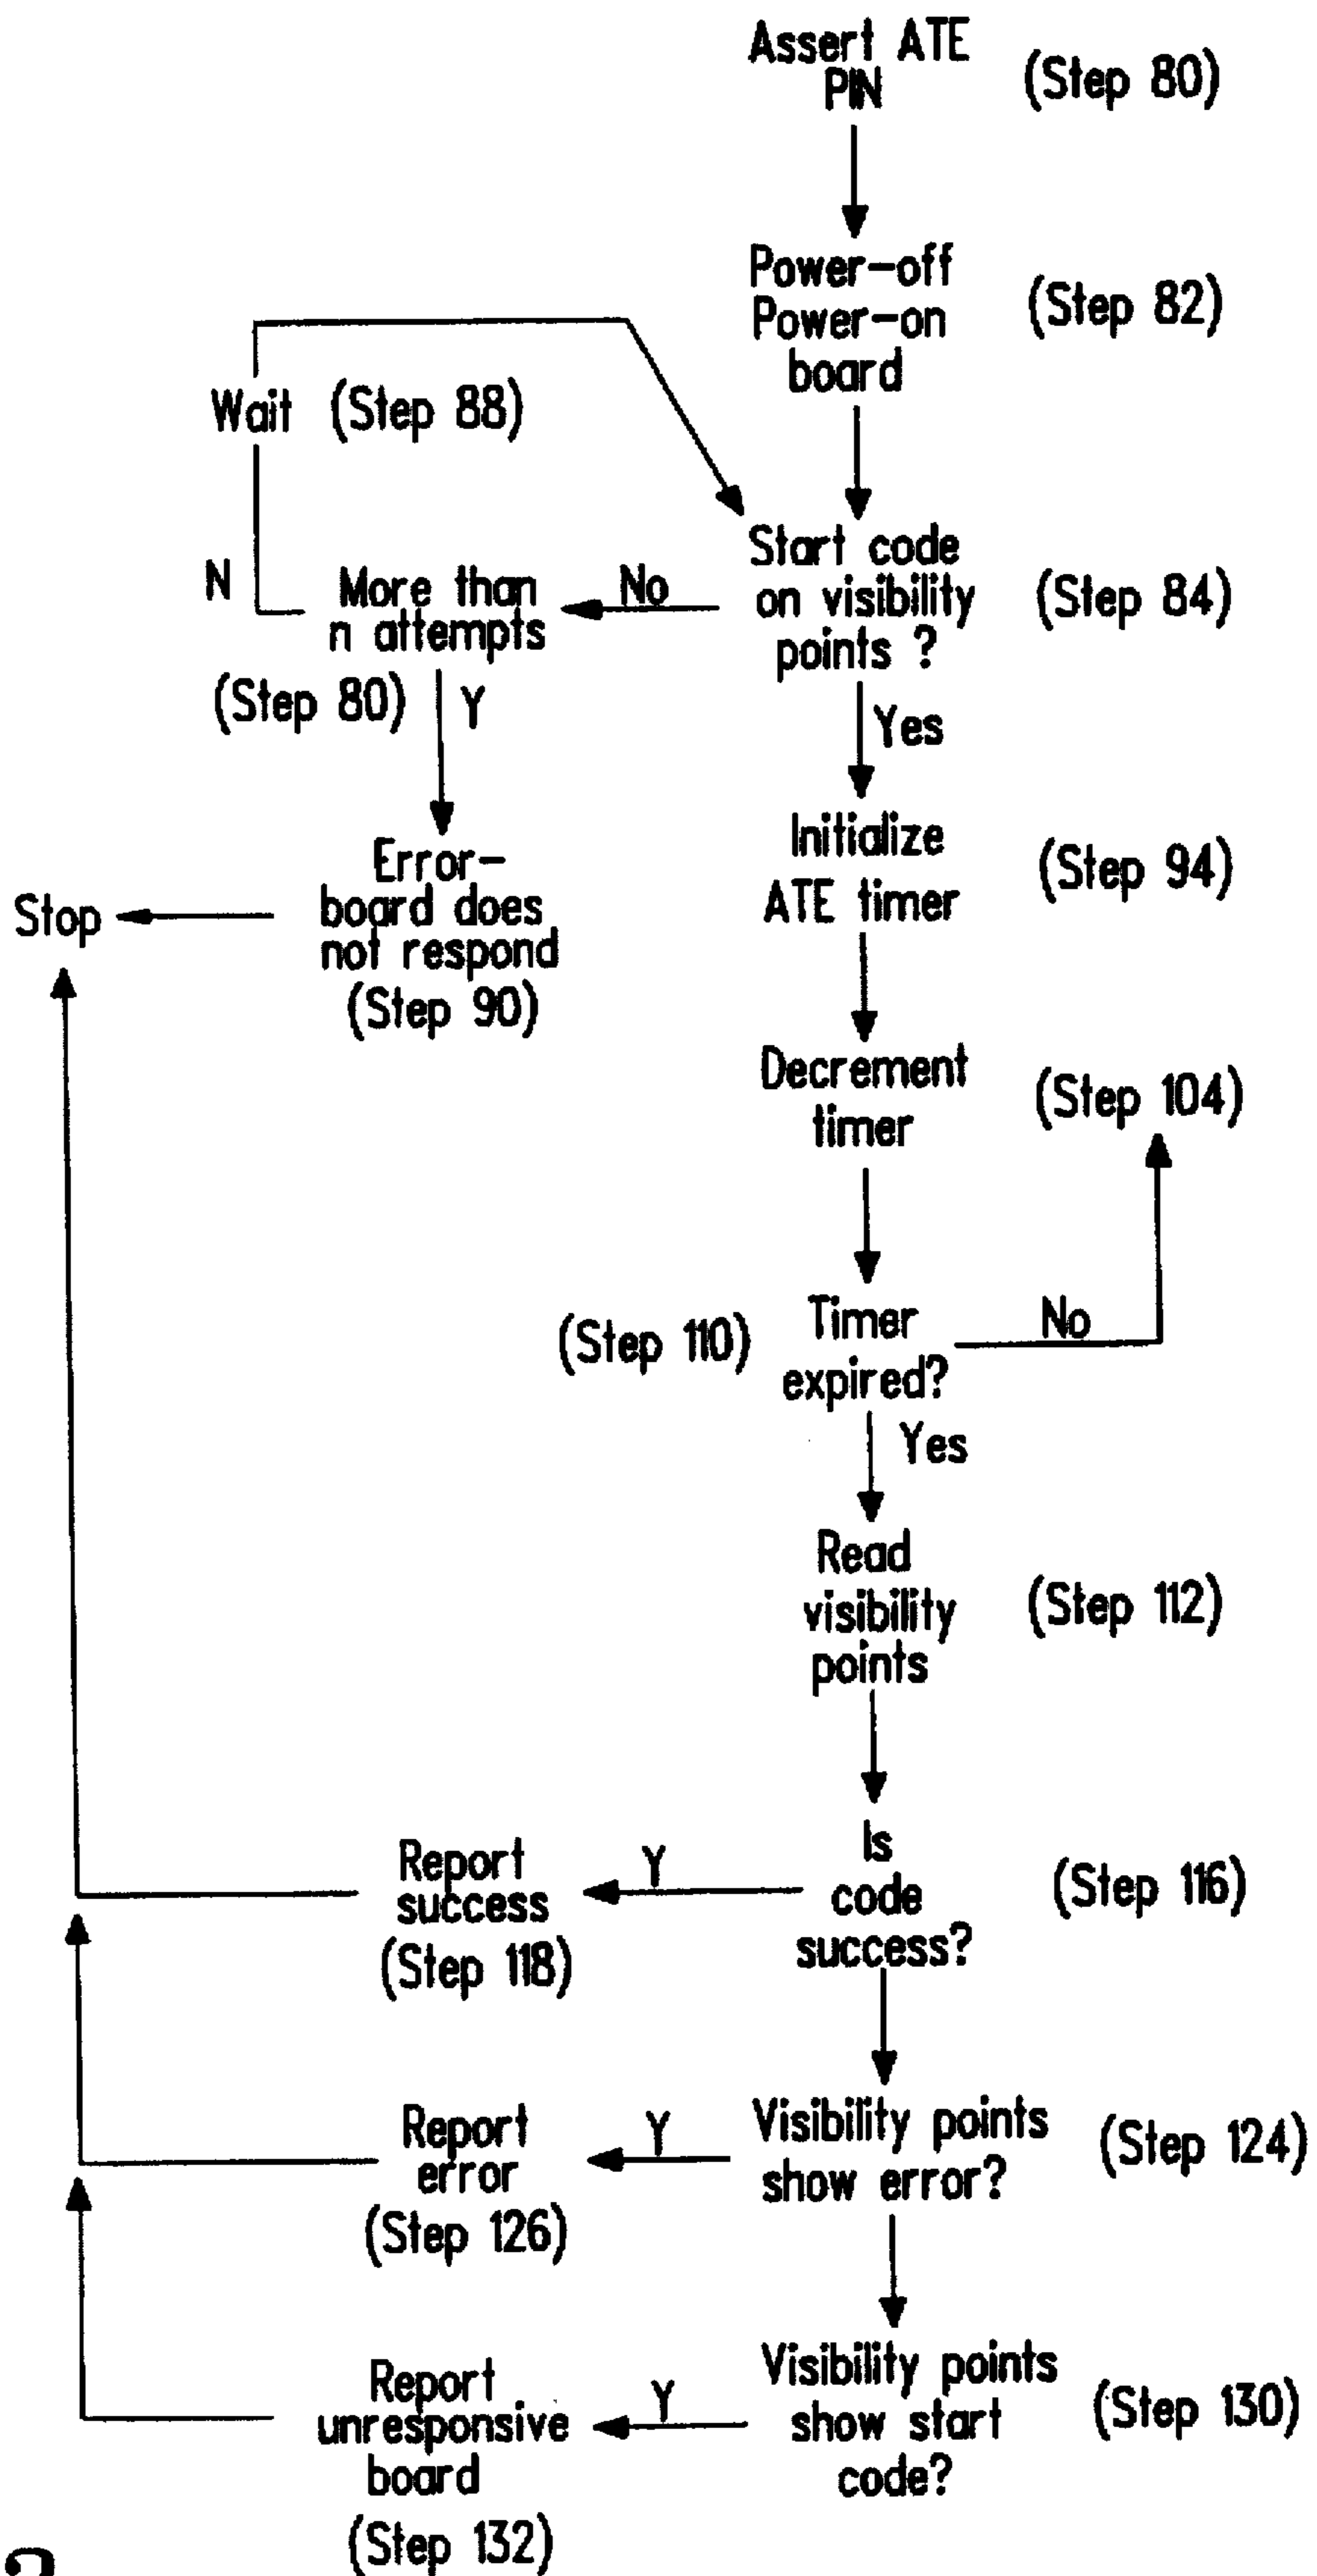 Assert ATE
PIN
(Step 80)
Power-off
Power-on
board
(Step 82)
Wait (Step 88)
Start code
on visibility
points ?
(Step 84)
No
More than
n attempts
N
(Step 80)
Y
Yes
Error-
board does
not respond
(Step 90)
Stop
Initialize
ATE timer
(Step 94)
Decrement
timer
(Step 104)
(Step 110)
Timer
expired?
No
Yes
Read
visibility
points
(Step 112)
Is
code
success?
(Step 116)
Y
Report
success
(Step 118)
Visibility points
show error?
(Step 124)
Y
Report
error
(Step 126)
Visibility points
show start
code?
(Step 130)
Y
Report
unresponsive
board
(Step 132)